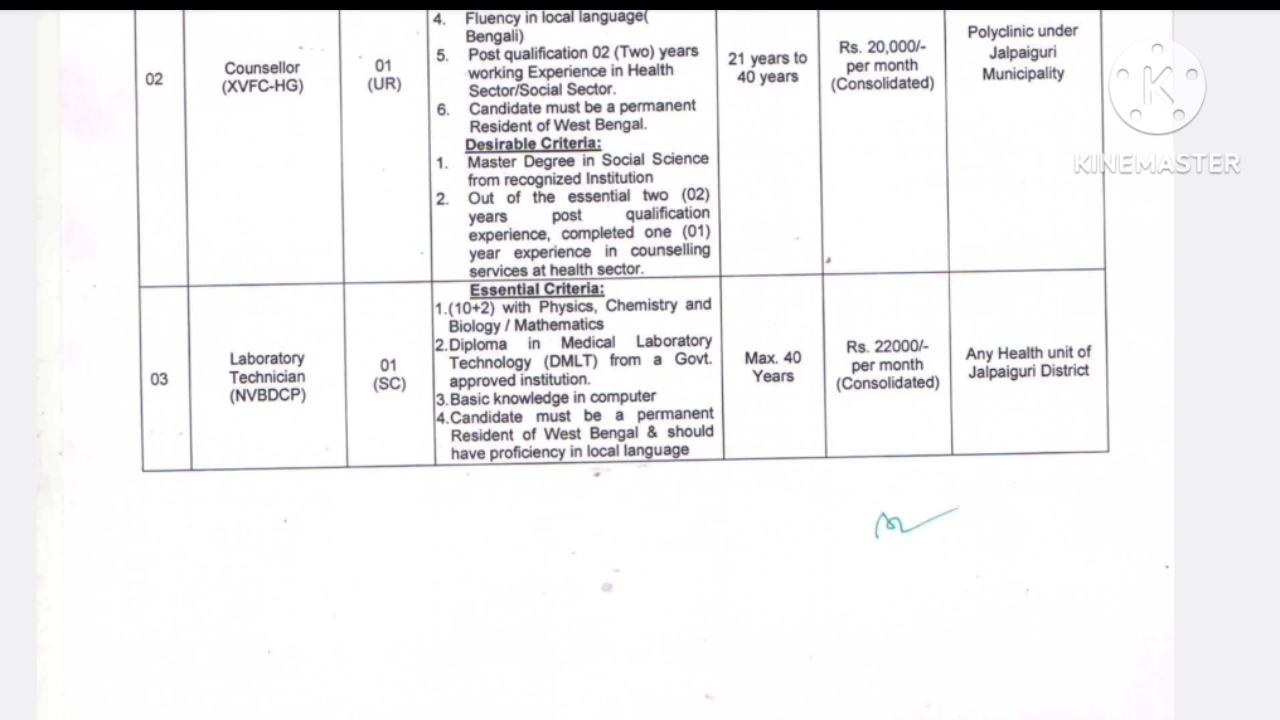 4. Fluency in local language(
Bengali)
5. Post qualification 02 (Two) years
working Experience in Health
Sector/Social Sector.
6. Candidate must be a permanent
Resident of West Bengal.
Desirable Criteria:
1. Master Degree in Social Science
from recognized Institution
2. Out of the essential two (02)
years post qualification
experience, completed one (01)
year experience in counselling
services at health sector.
02
Counsellor
(XVFC-HG)
01
(UR)
21 years to
40 years
Rs. 20,000/-
per month
(Consolidated)
Polyclinic under
Jalpaiguri
Municipality
K
KINEMASTER
03
Laboratory
Technician
(NVBDCP)
01
(SC)
Essential Criteria:
1.(10+2) with Physics, Chemistry and
Biology / Mathematics
2.Diploma in Medical Laboratory
Technology (DMLT) from a Govt.
approved institution.
3.Basic knowledge in computer
4.Candidate must be a permanent
Resident of West Bengal & should
have proficiency in local language
Max. 40
Years
Rs. 22000/-
per month
(Consolidated)
Any Health unit of
Jalpaiguri District